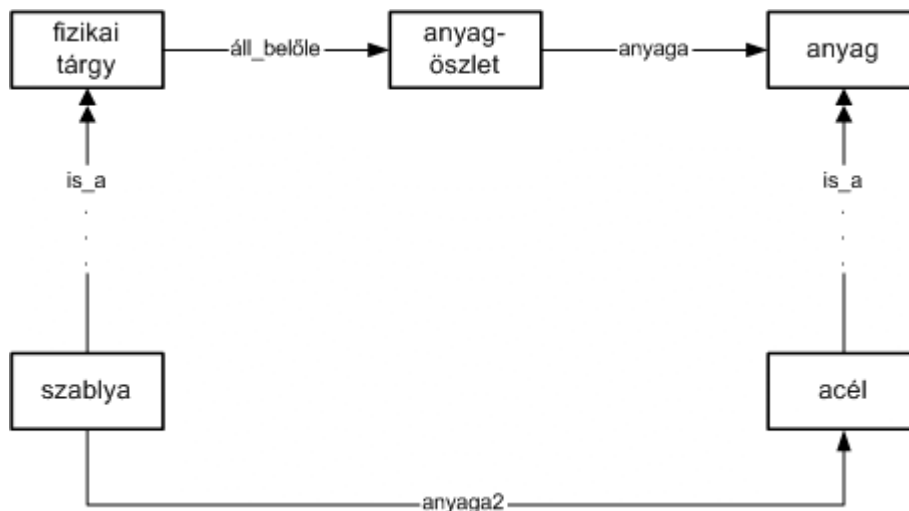 fizikai
tárgy
áll_belőle
anyag-
öszlet
anyaga
anyag
is_a
is_a
szablya
acél
anyaga2